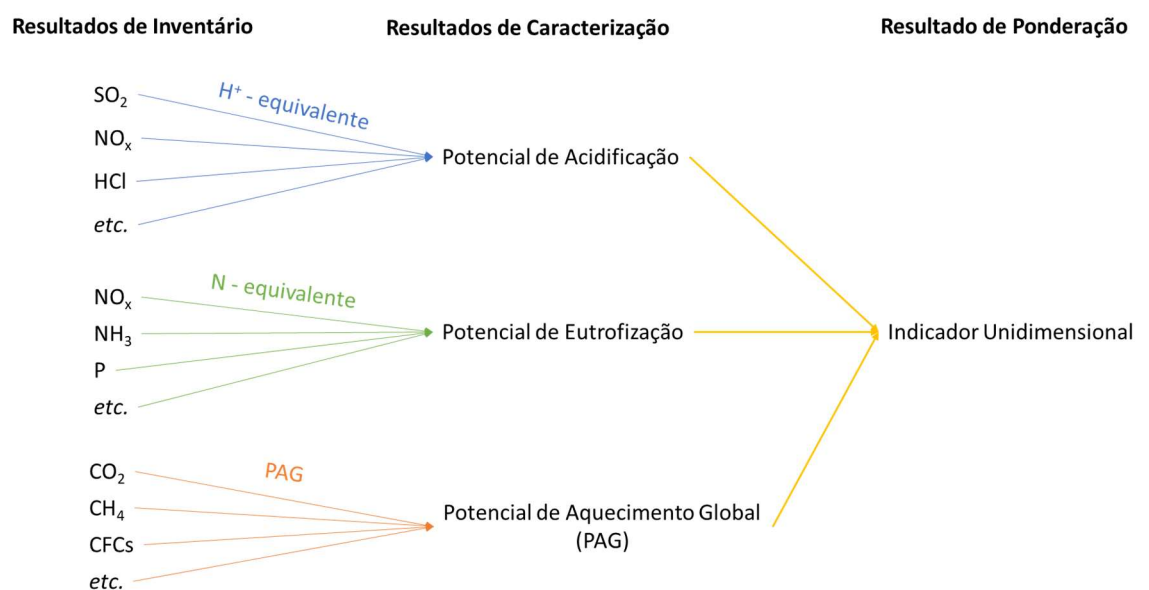 Resultados de Inventário
Resultados de Caracterização
Resultado de Ponderação
SO₂
NOₓ
HCl
etc.
H⁺ - equivalente
Potencial de Acidificação
NOₓ
NH₃
P
etc.
N - equivalente
Potencial de Eutrofização
Indicador Unidimensional
CO₂
CH₄
CFCs
etc.
PAG
Potencial de Aquecimento Global
(PAG)